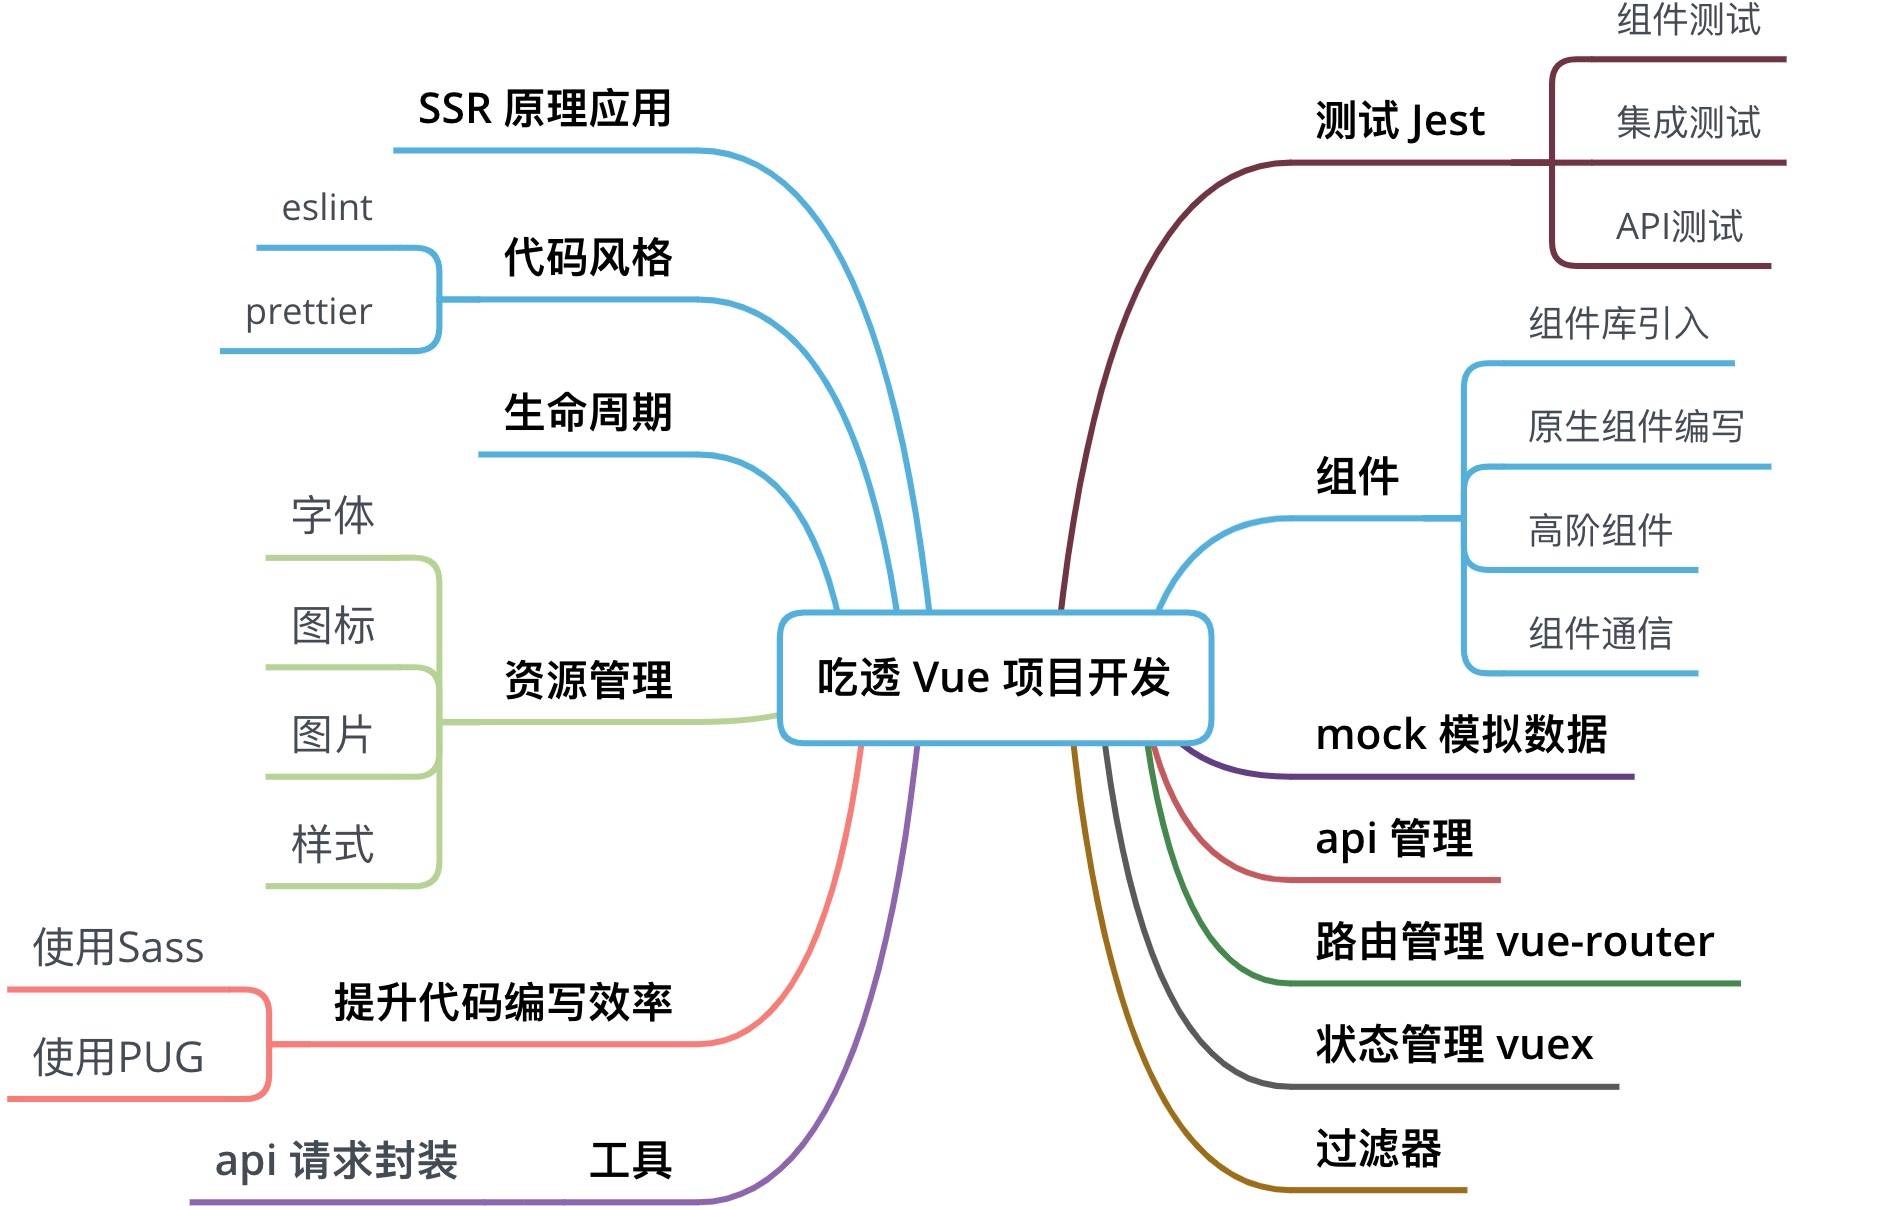 吃透 Vue 项目开发
SSR 原理应用
代码风格
eslint
prettier
生命周期
资源管理
字体
图标
图片
样式
提升代码编写效率
使用Sass
使用PUG
工具
api 请求封装
测试 Jest
组件测试
集成测试
API测试
组件
组件库引入
原生组件编写
高阶组件
组件通信
mock 模拟数据
api 管理
路由管理 vue-router
状态管理 vuex
过滤器